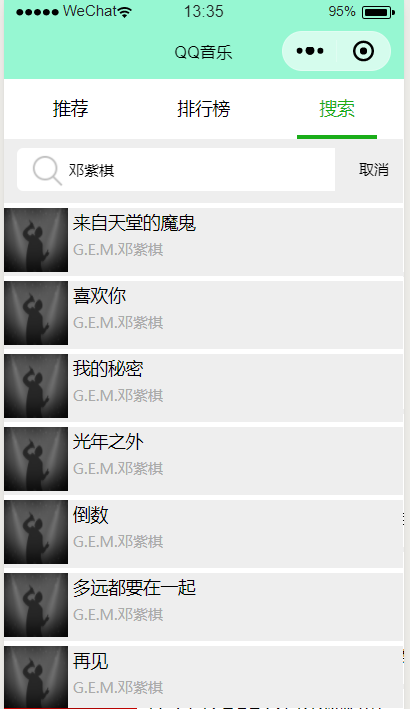 WeChat 13:35 95%
QQ音乐
推荐 排行榜 搜索
邓紫棋 取消
来自天堂的魔鬼
G.E.M.邓紫棋
喜欢你
G.E.M.邓紫棋
我的秘密
G.E.M.邓紫棋
光年之外
G.E.M.邓紫棋
倒数
G.E.M.邓紫棋
多远都要在一起
G.E.M.邓紫棋
再见
G.E.M.邓紫棋